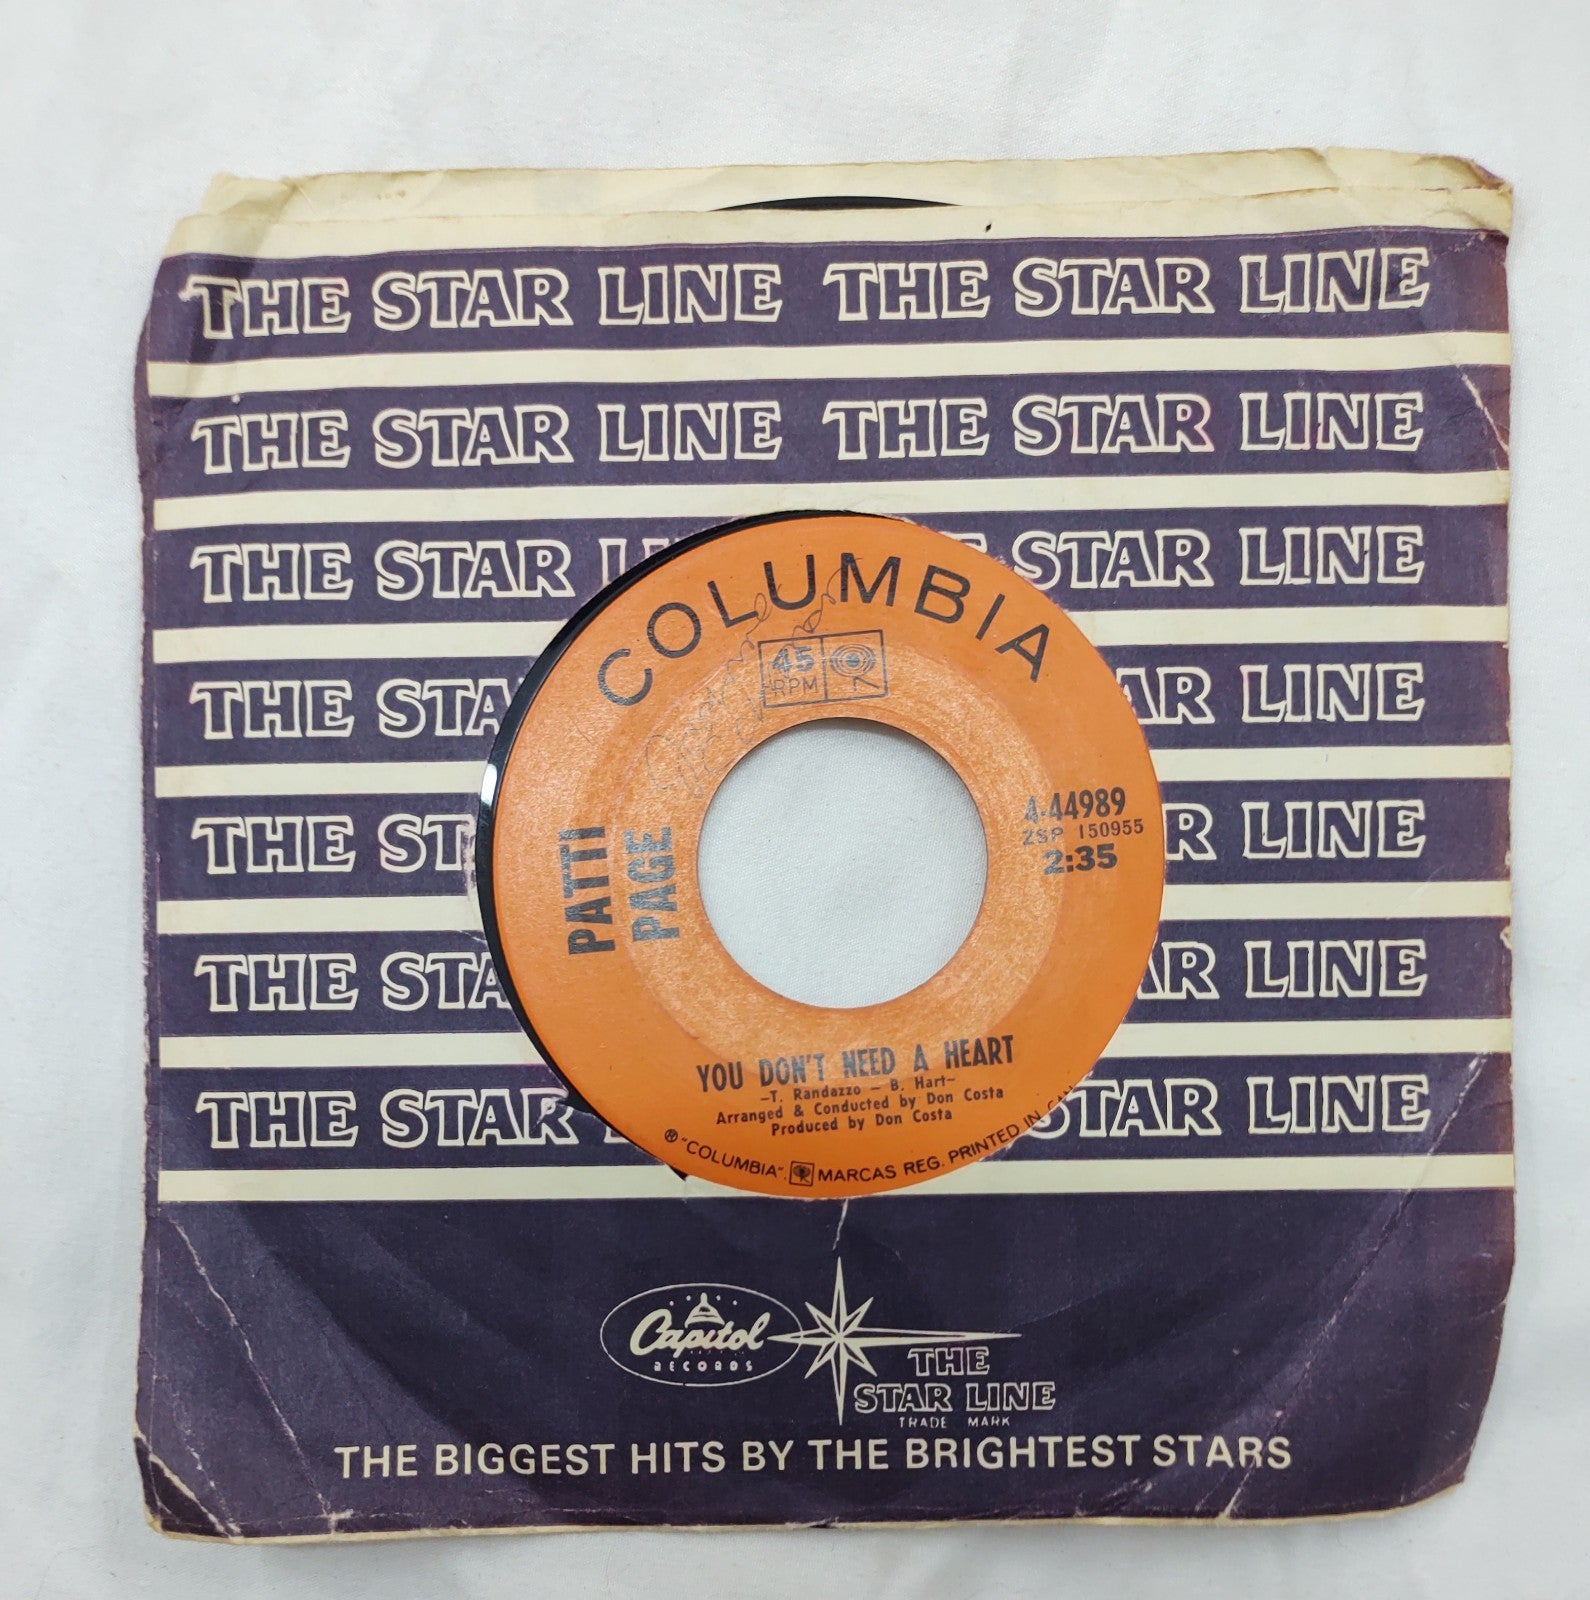 THE STAR LINE THE STAR LINE
THE STAR LINE THE STAR LINE
THE STAR LI E STAR LINE
THE STA AR LINE
THE ST R LINE
THE STA AR LINE
THE STAR STAR LINE
COLUMBIA
45
RPM
PATTI
PAGE
4-44989
ZSP 150955
2:35
YOU DON'T NEED A HEART
-T. Randazzo - B. Hart-
Arranged & Conducted by Don Costa
Produced by Don Costa
® "COLUMBIA", MARCAS REG. PRINTED IN
Capitol
RECORDS
THE
STAR LINE
TRADE MARK
THE BIGGEST HITS BY THE BRIGHTEST STARS